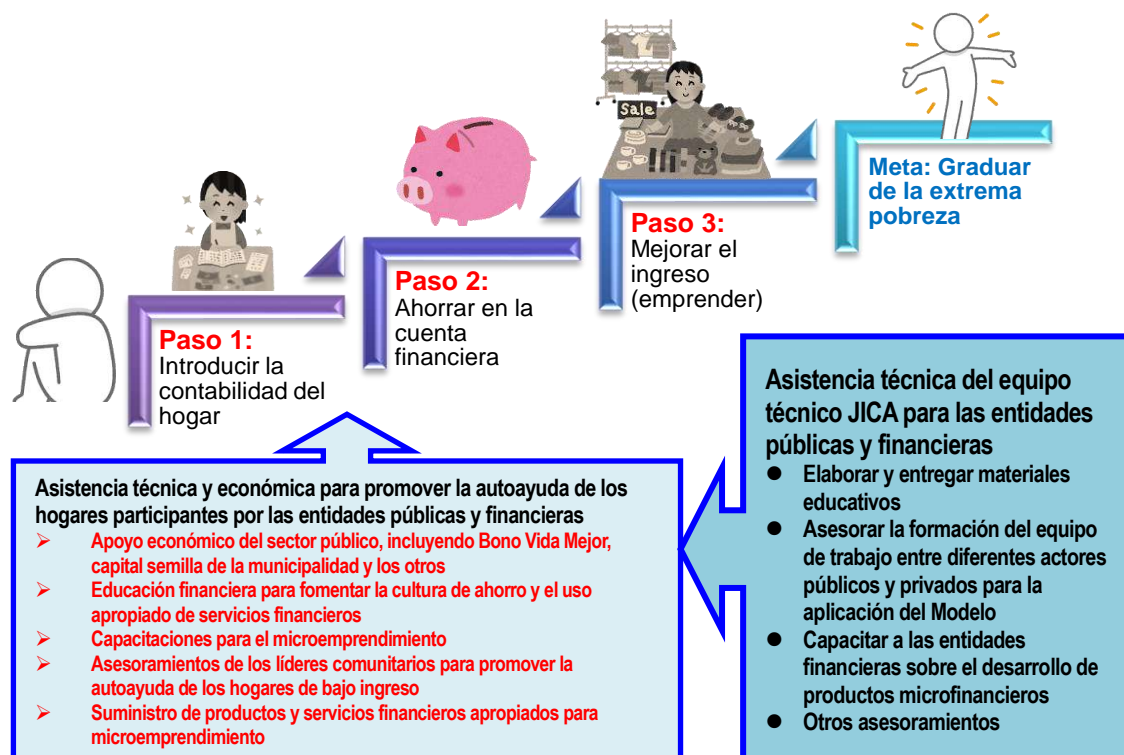 Sale
Paso 1:
Introducir la
contabilidad del
hogar
Paso 2:
Ahorrar en la
cuenta
financiera
Paso 3:
Mejorar el
ingreso
(emprender)
Meta: Graduar
de la extrema
pobreza
Asistencia técnica y económica para promover la autoayuda de los
hogares participantes por las entidades públicas y financieras
➢ Apoyo económico del sector público, incluyendo Bono Vida Mejor,
capital semilla de la municipalidad y los otros
➢ Educación financiera para fomentar la cultura de ahorro y el uso
apropiado de servicios financieros
➢ Capacitaciones para el microemprendimiento
➢ Asesoramientos de los líderes comunitarios para promover la
autoayuda de los hogares de bajo ingreso
➢ Suministro de productos y servicios financieros apropiados para
microemprendimiento
Asistencia técnica del equipo
técnico JICA para las entidades
públicas y financieras
● Elaborar y entregar materiales
educativos
● Asesorar la formación del equipo
de trabajo entre diferentes actores
públicos y privados para la
aplicación del Modelo
● Capacitar a las entidades
financieras sobre el desarrollo de
productos microfinancieros
● Otros asesoramientos